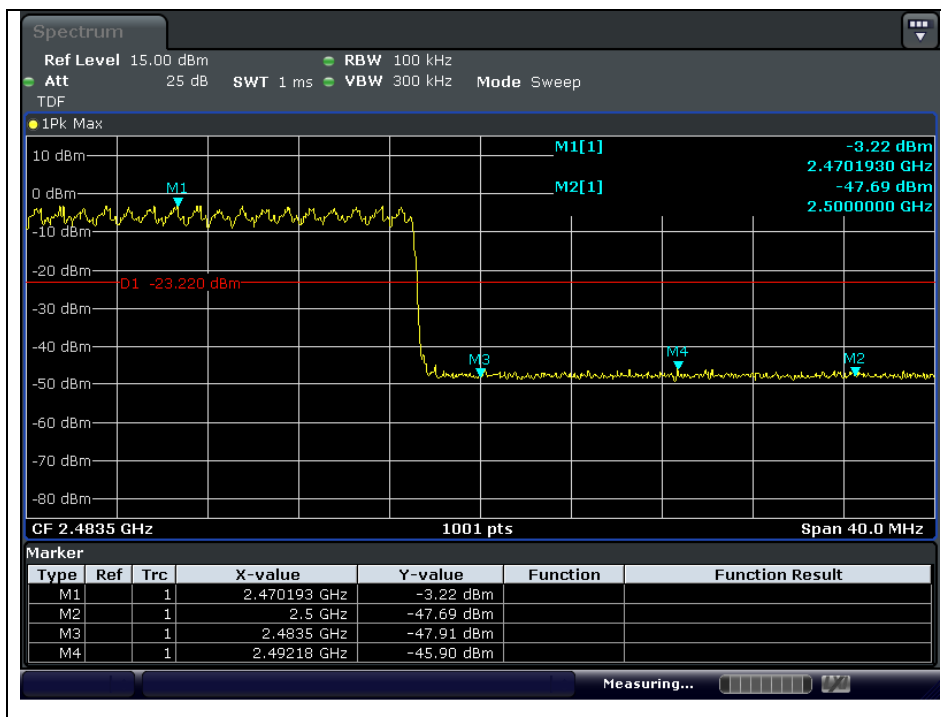 Spectrum
Ref Level 15.00 dBm RBW 100 kHz
Att 25 dB SWT 1 ms VBW 300 kHz Mode Sweep
TDF
1Pk Max
M1[1] -3.22 dBm
2.4701930 GHz
M2[1] -47.69 dBm
2.5000000 GHz
10 dBm
M1
0 dBm
-10 dBm
-20 dBm
D1 -23.220 dBm
-30 dBm
-40 dBm
M3 M4 M2
-50 dBm
-60 dBm
-70 dBm
-80 dBm
CF 2.4835 GHz 1001 pts Span 40.0 MHz
Marker
Type Ref Trc X-value Y-value Function Function Result
M1 1 2.470193 GHz -3.22 dBm
M2 1 2.5 GHz -47.69 dBm
M3 1 2.4835 GHz -47.91 dBm
M4 1 2.49218 GHz -45.90 dBm
Measuring...